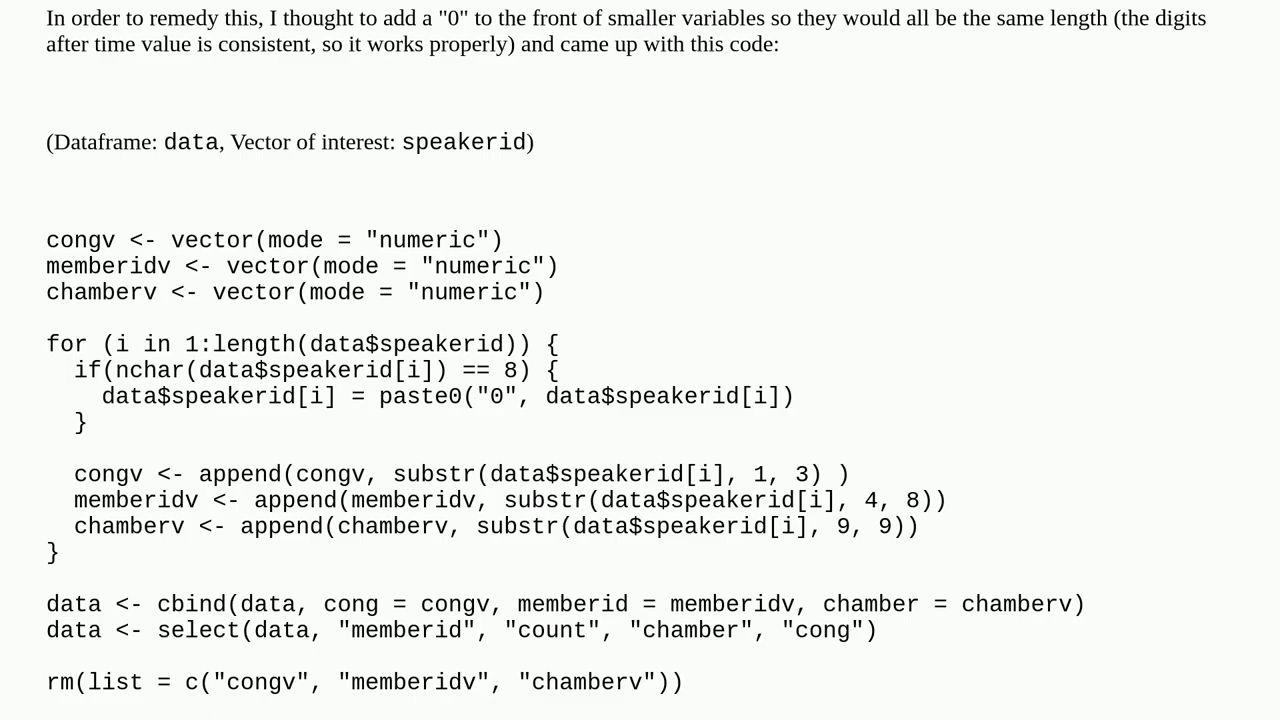 In order to remedy this, I thought to add a "0" to the front of smaller variables so they would all be the same length (the digits
after time value is consistent, so it works properly) and came up with this code:
(Dataframe: data, Vector of interest: speakerid)
congv <- vector(mode = "numeric")
memberidv <- vector(mode = "numeric")
chamberv <- vector(mode = "numeric")
for (i in 1:length(data$speakerid)) {
  if(nchar(data$speakerid[i]) == 8) {
    data$speakerid[i] = paste0("0", data$speakerid[i])
  }
  congv <- append(congv, substr(data$speakerid[i], 1, 3) )
  memberidv <- append(memberidv, substr(data$speakerid[i], 4, 8))
  chamberv <- append(chamberv, substr(data$speakerid[i], 9, 9))
}
data <- cbind(data, cong = congv, memberid = memberidv, chamber = chamberv)
data <- select(data, "memberid", "count", "chamber", "cong")
rm(list = c("congv", "memberidv", "chamberv"))